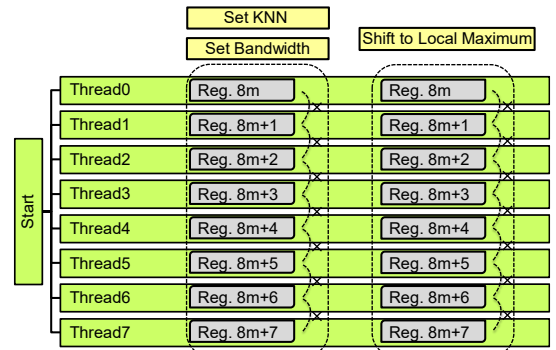 Set KNN
Set Bandwidth
Shift to Local Maximum
Start
Thread0 Reg. 8m Reg. 8m
Thread1 Reg. 8m+1 Reg. 8m+1
Thread2 Reg. 8m+2 Reg. 8m+2
Thread3 Reg. 8m+3 Reg. 8m+3
Thread4 Reg. 8m+4 Reg. 8m+4
Thread5 Reg. 8m+5 Reg. 8m+5
Thread6 Reg. 8m+6 Reg. 8m+6
Thread7 Reg. 8m+7 Reg. 8m+7